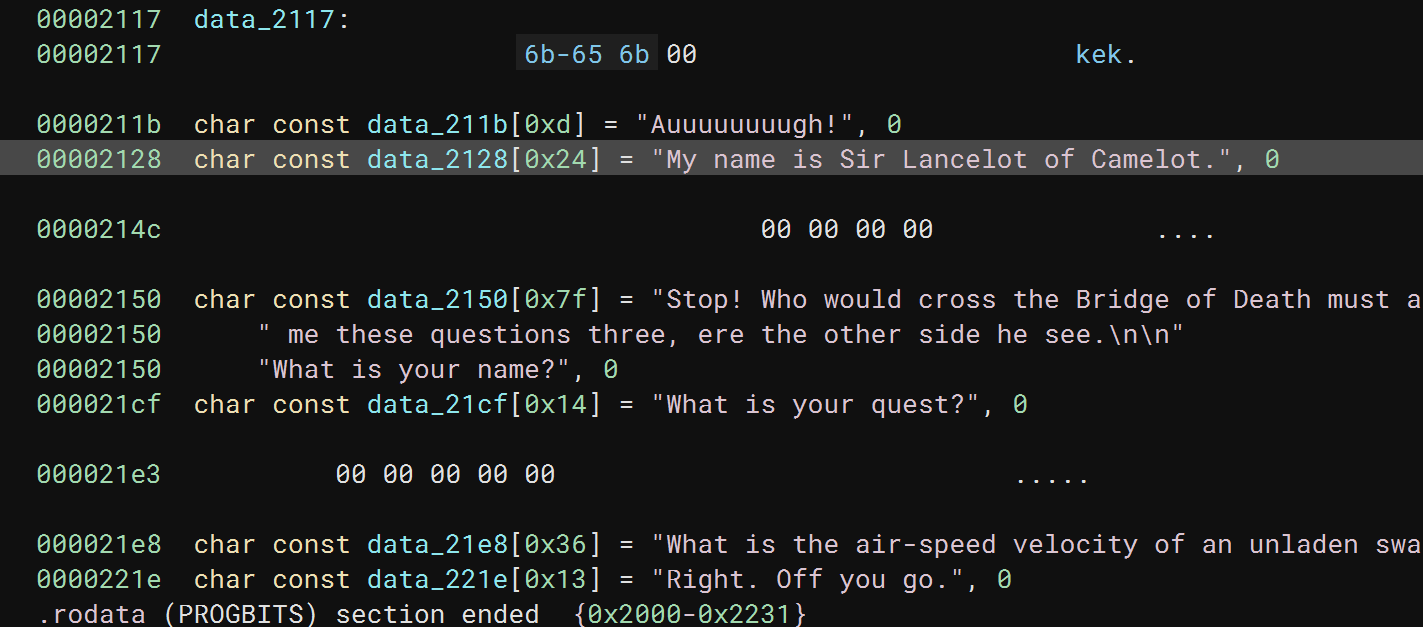 00002117  data_2117:
00002117                       6b-65 6b 00                        kek.
0000211b  char const data_211b[0xd] = "Auuuuuuuugh!", 0
00002128  char const data_2128[0x24] = "My name is Sir Lancelot of Camelot.", 0
0000214c                                      00 00 00 00              ....
00002150  char const data_2150[0x7f] = "Stop! Who would cross the Bridge of Death must a
00002150      " me these questions three, ere the other side he see.\n\n"
00002150      "What is your name?", 0
000021cf  char const data_21cf[0x14] = "What is your quest?", 0
000021e3           00 00 00 00 00                             .....
000021e8  char const data_21e8[0x36] = "What is the air-speed velocity of an unladen swa
0000221e  char const data_221e[0x13] = "Right. Off you go.", 0
.rodata (PROGBITS) section ended  {0x2000-0x2231}